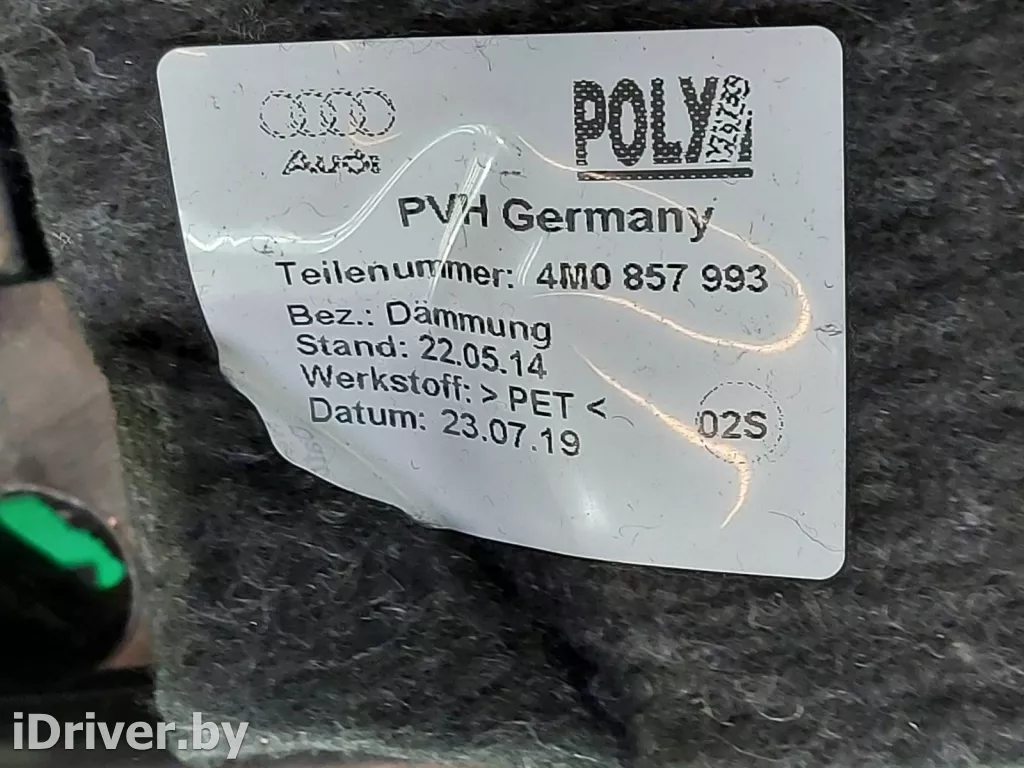 Audi
POLY
PVH Germany
Teilenummer: 4M0 857 993
Bez.: Dämmung
Stand: 22.05.14
Werkstoff: > PET <
Datum: 23.07.19
02S
iDriver.by